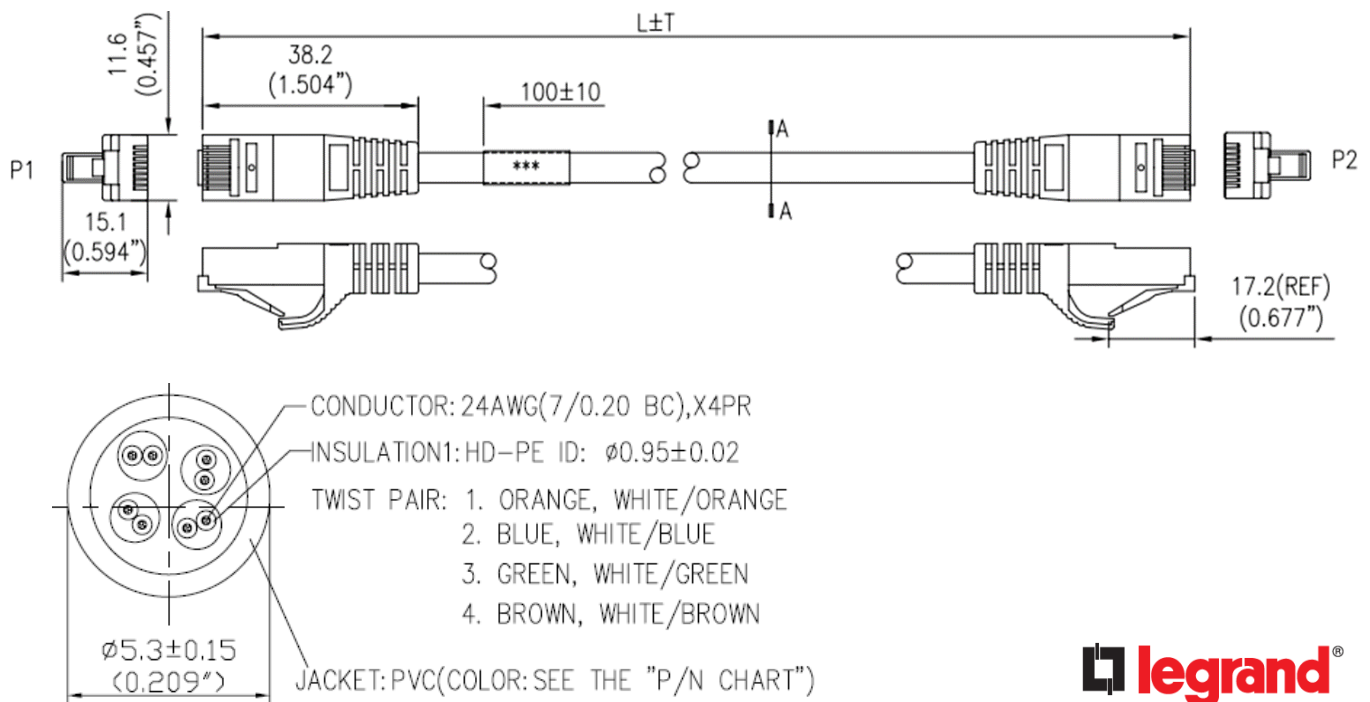 L±T
11.6
(0.457")
38.2
(1.504")
100±10
A
P1
***
P2
A
15.1
(0.594")
17.2(REF)
(0.677")
CONDUCTOR: 24AWG(7/0.20 BC),X4PR
INSULATION1: HD-PE ID: ø0.95±0.02
TWIST PAIR: 1. ORANGE, WHITE/ORANGE
2. BLUE, WHITE/BLUE
3. GREEN, WHITE/GREEN
4. BROWN, WHITE/BROWN
ø5.3±0.15
(0.209")
JACKET: PVC(COLOR: SEE THE "P/N CHART")
legrand®